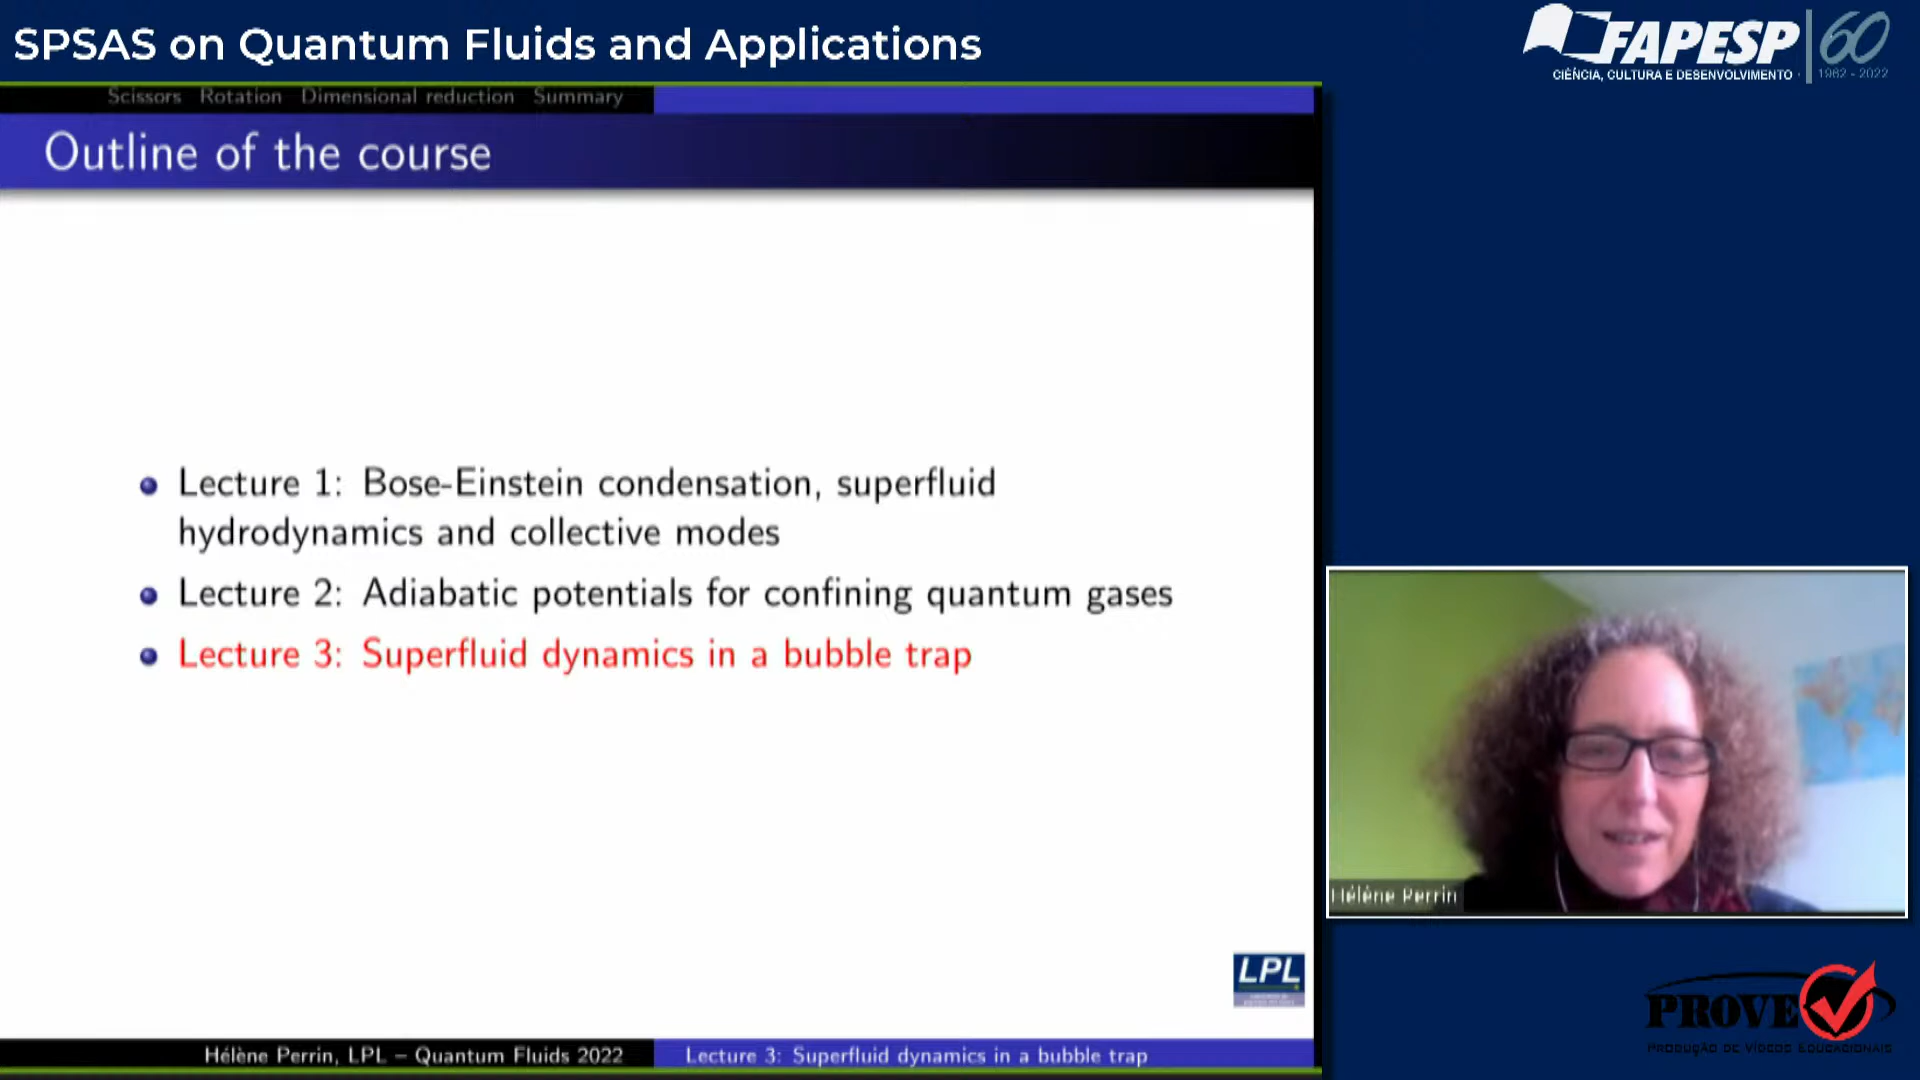 SPSAS on Quantum Fluids and Applications
FAPESP 60
CIÊNCIA, CULTURA E DESENVOLVIMENTO
1962 - 2022
Scissors Rotation Dimensional reduction Summary
Outline of the course
Lecture 1: Bose-Einstein condensation, superfluid
hydrodynamics and collective modes
Lecture 2: Adiabatic potentials for confining quantum gases
Lecture 3: Superfluid dynamics in a bubble trap
Hélène Perrin
LPL
PROVE
PRODUÇÃO DE VÍDEOS EDUCACIONAIS
Hélène Perrin, LPL – Quantum Fluids 2022
Lecture 3: Superfluid dynamics in a bubble trap